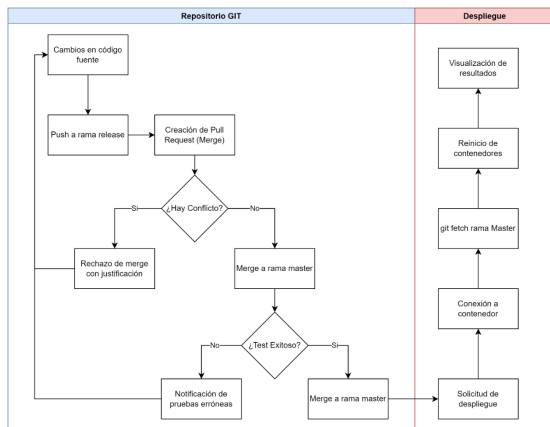 Repositorio GIT
Despliegue
Cambios en código
fuente
Push a rama release
Creación de Pull
Request (Merge)
¿Hay Conflicto?
Si
No
Rechazo de merge
con justificación
Merge a rama master
¿Test Exitoso?
No
Si
Notificación de
pruebas erróneas
Merge a rama master
Visualización de
resultados
Reinicio de
contenedores
git fetch rama Master
Conexión a
contenedor
Solicitud de
despliegue